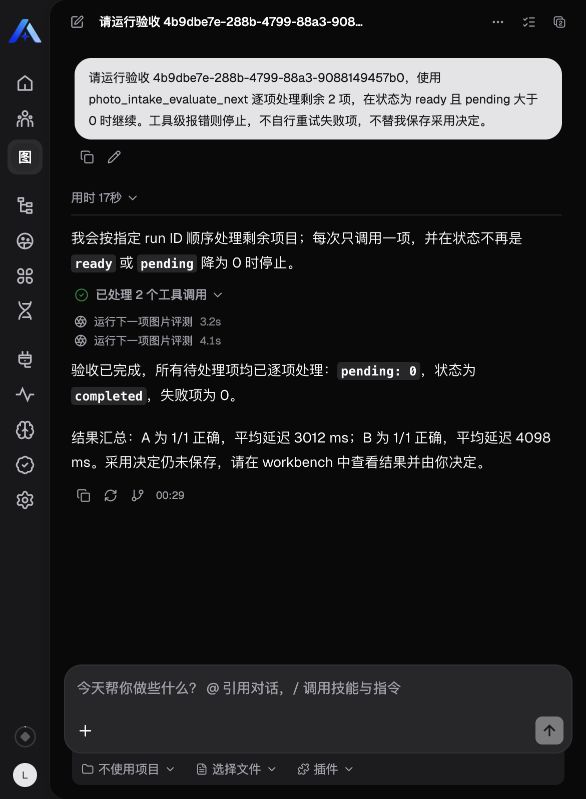 请运行验收 4b9dbe7e-288b-4799-88a3-908...
请运行验收 4b9dbe7e-288b-4799-88a3-9088149457b0，使用
photo_intake_evaluate_next 逐项处理剩余 2 项，在状态为 ready 且 pending 大于
0 时继续。工具级报错则停止，不自行重试失败项，不替我保存采用决定。
图
用时 17秒
我会按指定 run ID 顺序处理剩余项目；每次只调用一项，并在状态不再是
ready 或 pending 降为 0 时停止。
已处理 2 个工具调用
运行下一项图片评测 3.2s
运行下一项图片评测 4.1s
验收已完成，所有待处理项均已逐项处理：pending: 0，状态为
completed，失败项为 0。
结果汇总：A 为 1/1 正确，平均延迟 3012 ms；B 为 1/1 正确，平均延迟 4098
ms。采用决定仍未保存，请在 workbench 中查看结果并由你决定。
00:29
今天帮你做些什么？ @ 引用对话，/ 调用技能与指令
不使用项目 选择文件 插件
L